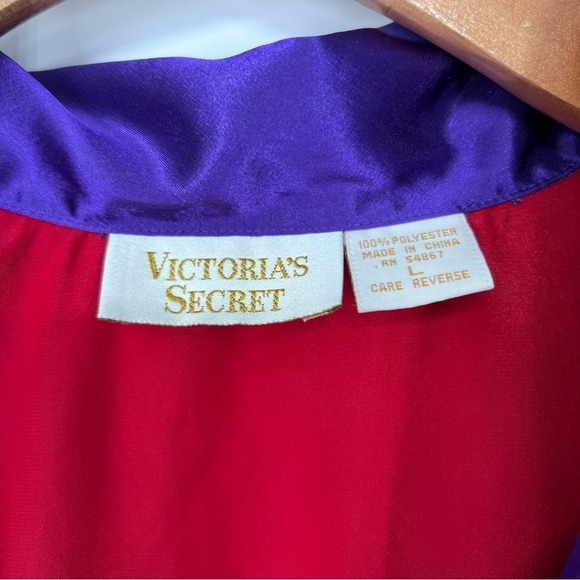 VICTORIA'S
SECRET
100% POLYESTER
MADE IN CHINA
RN 54867
L
CARE REVERSE